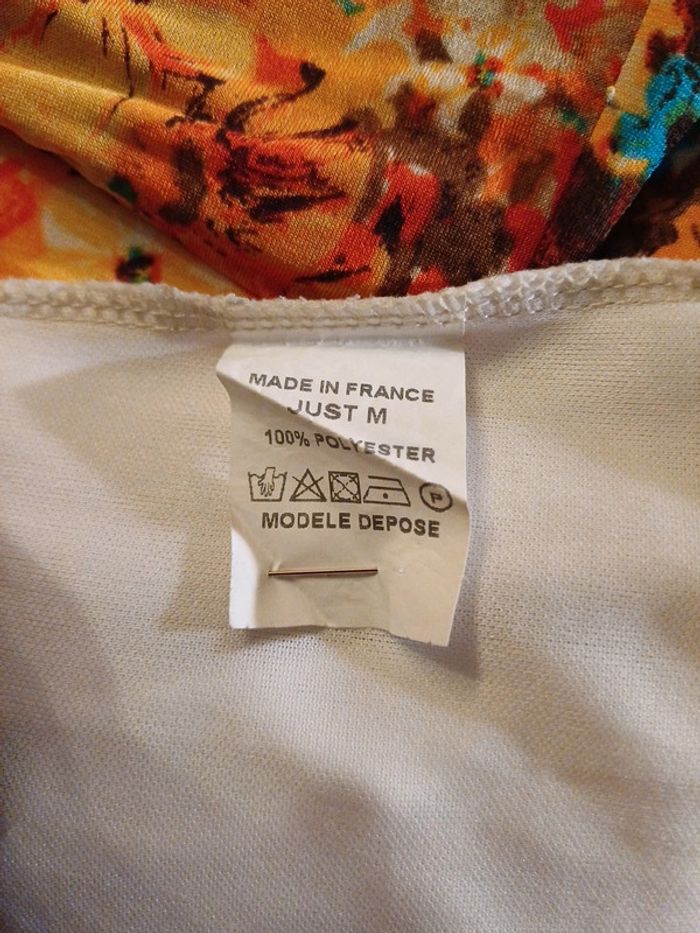 MADE IN FRANCE
JUST M
100% POLYESTER
P
MODELE DEPOSE